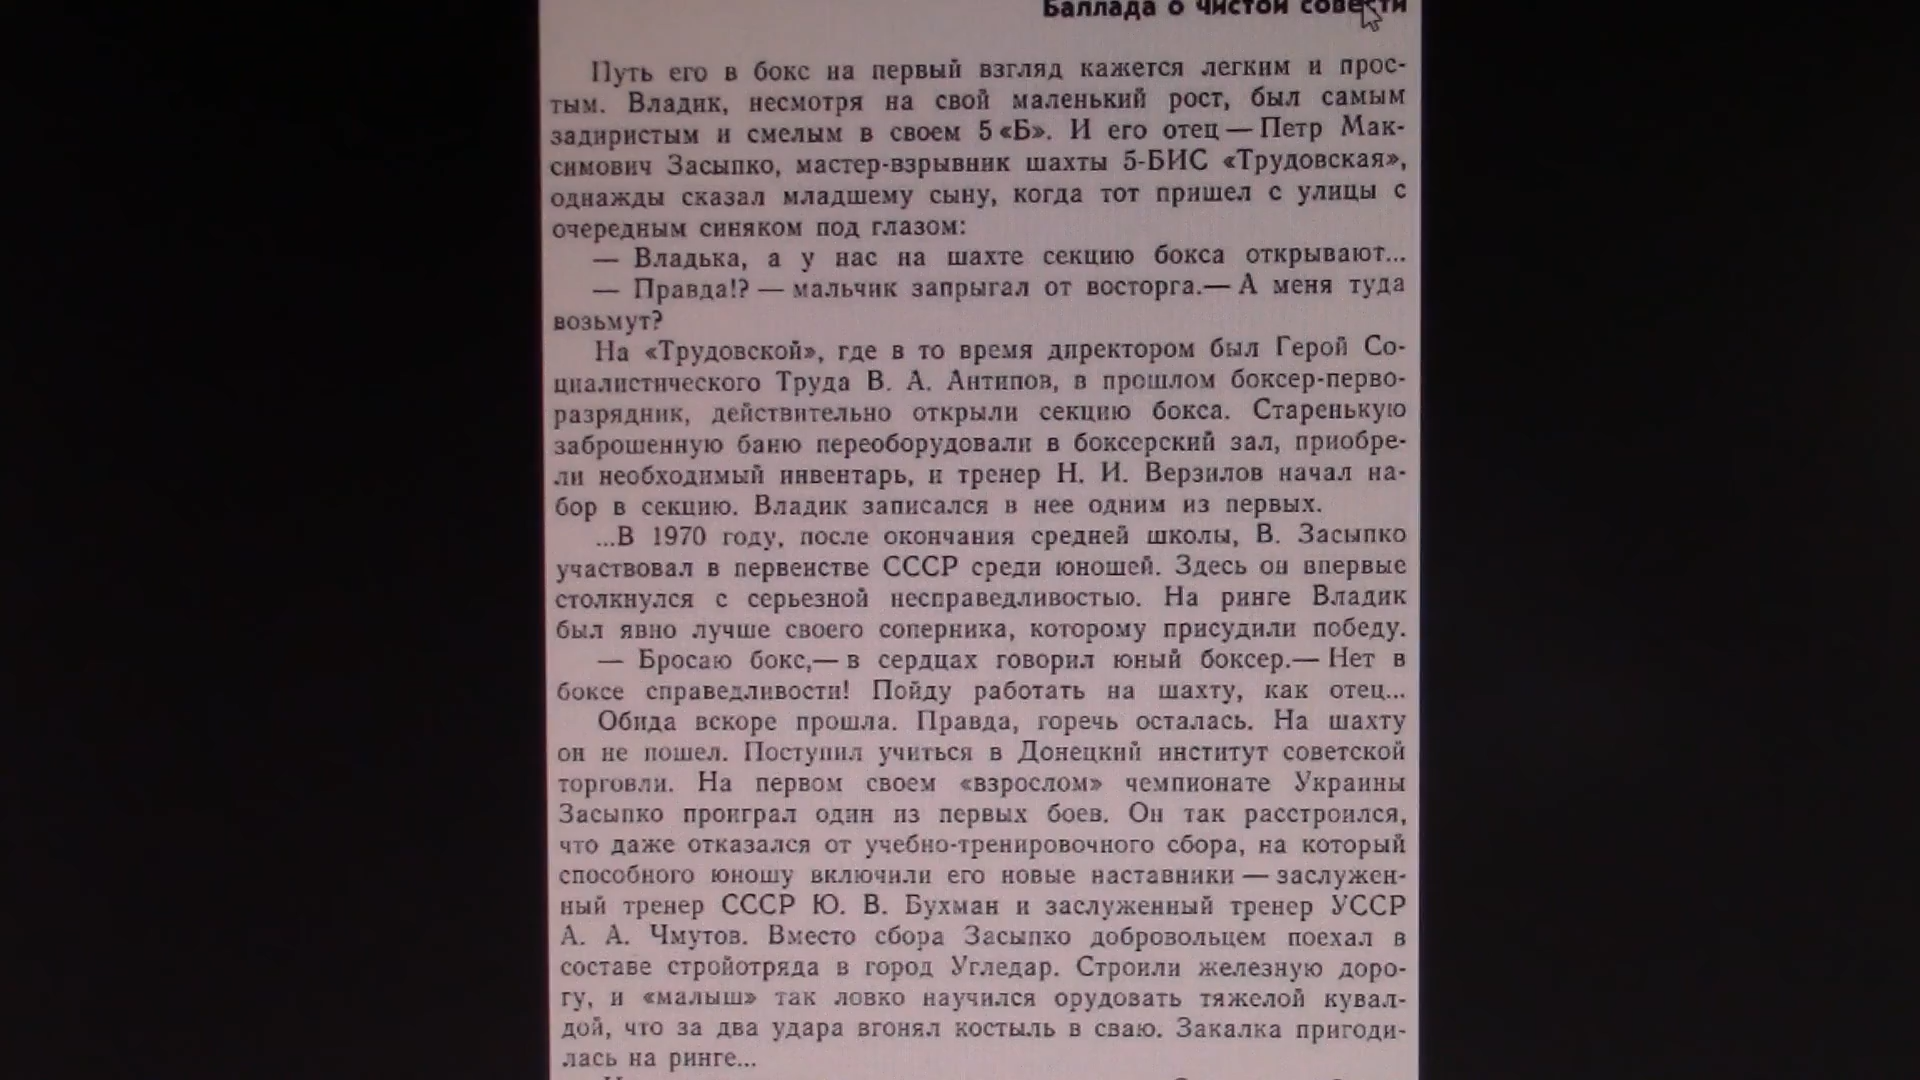 Баллада о чистой совести
Путь его в бокс на первый взгляд кажется легким и прос-
тым. Владик, несмотря на свой маленький рост, был самым
задиристым и смелым в своем 5 «Б». И его отец — Петр Мак-
симович Засыпко, мастер-взрывник шахты 5-БИС «Трудовская»,
однажды сказал младшему сыну, когда тот пришел с улицы с
очередным синяком под глазом:
— Владька, а у нас на шахте секцию бокса открывают...
— Правда!? — мальчик запрыгал от восторга.— А меня туда
возьмут?
На «Трудовской», где в то время директором был Герой Со-
циалистического Труда В. А. Антипов, в прошлом боксер-перво-
разрядник, действительно открыли секцию бокса. Старенькую
заброшенную баню переоборудовали в боксерский зал, приобре-
ли необходимый инвентарь, и тренер Н. И. Верзилов начал на-
бор в секцию. Владик записался в нее одним из первых.
...В 1970 году, после окончания средней школы, В. Засыпко
участвовал в первенстве СССР среди юношей. Здесь он впервые
столкнулся с серьезной несправедливостью. На ринге Владик
был явно лучше своего соперника, которому присудили победу.
— Бросаю бокс,— в сердцах говорил юный боксер.— Нет в
боксе справедливости! Пойду работать на шахту, как отец...
Обида вскоре прошла. Правда, горечь осталась. На шахту
он не пошел. Поступил учиться в Донецкий институт советской
торговли. На первом своем «взрослом» чемпионате Украины
Засыпко проиграл один из первых боев. Он так расстроился,
что даже отказался от учебно-тренировочного сбора, на который
способного юношу включили его новые наставники — заслужен-
ный тренер СССР Ю. В. Бухман и заслуженный тренер УССР
А. А. Чмутов. Вместо сбора Засыпко добровольцем поехал в
составе стройотряда в город Угледар. Строили железную доро-
гу, и «малыш» так ловко научился орудовать тяжелой кувал-
дой, что за два удара вгонял костыль в сваю. Закалка пригоди-
лась на ринге...